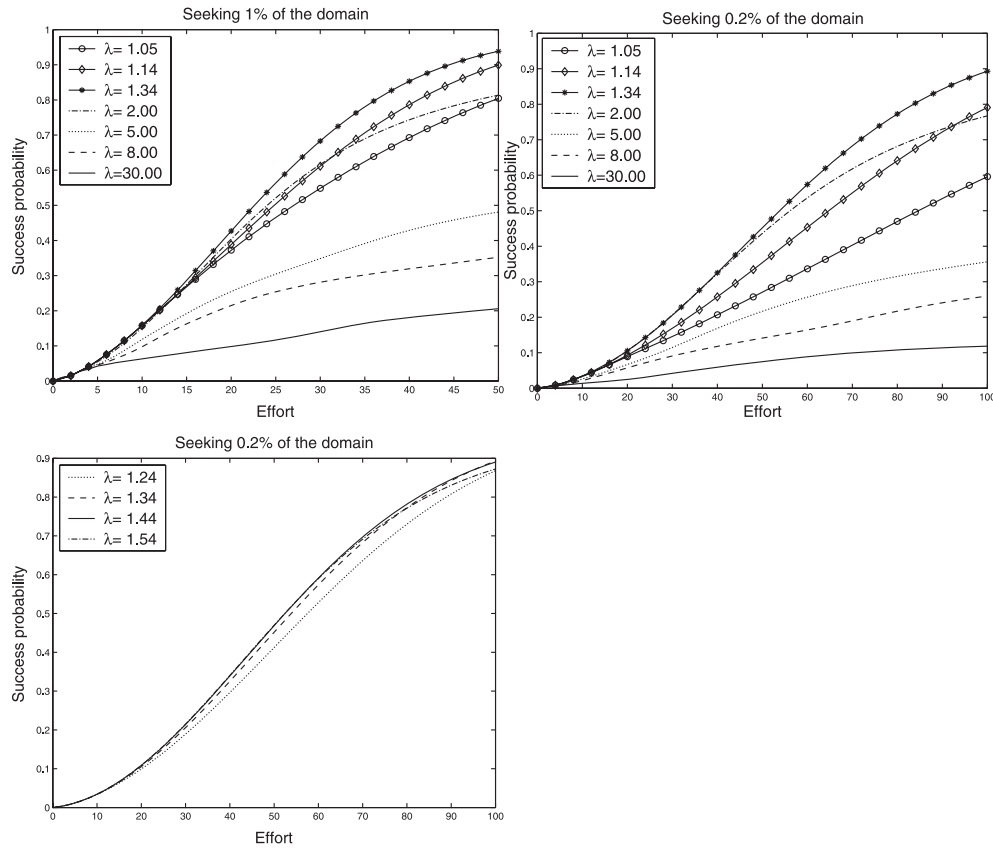 Seeking 1% of the domain
1
0.9
0.8
0.7
0.6
0.5
0.4
0.3
0.2
0.1
0
λ= 1.05
λ= 1.14
λ= 1.34
λ= 2.00
λ= 5.00
λ= 8.00
λ=30.00
Success probability
0 5 10 15 20 25 30 35 40 45 50
Effort
Seeking 0.2% of the domain
1
0.9
0.8
0.7
0.6
0.5
0.4
0.3
0.2
0.1
0
λ= 1.05
λ= 1.14
λ= 1.34
λ= 2.00
λ= 5.00
λ= 8.00
λ=30.00
Success probability
0 10 20 30 40 50 60 70 80 90 100
Effort
Seeking 0.2% of the domain
0.9
0.8
0.7
0.6
0.5
0.4
0.3
0.2
0.1
0
λ= 1.24
λ= 1.34
λ= 1.44
λ= 1.54
Success probability
0 10 20 30 40 50 60 70 80 90 100
Effort